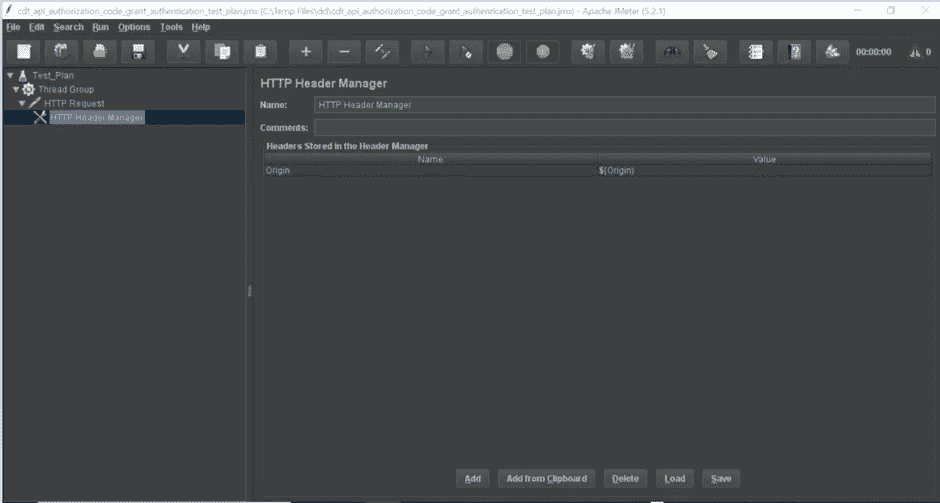 cdt_api_authorization_code_grant_authentication_test_plan.jmx (C:\Temp Files\dd\cdt_api_authorization_code_grant_authentication_test_plan.jmx) - Apache JMeter (5.2.1)
File Edit Search Run Options Tools Help
00:00:00 0
Test_Plan
Thread Group
HTTP Request
HTTP Header Manager
HTTP Header Manager
Name: HTTP Header Manager
Comments:
Headers Stored in the Header Manager
Name: Value
Origin ${Origin}
Add Add from Clipboard Delete Load Save